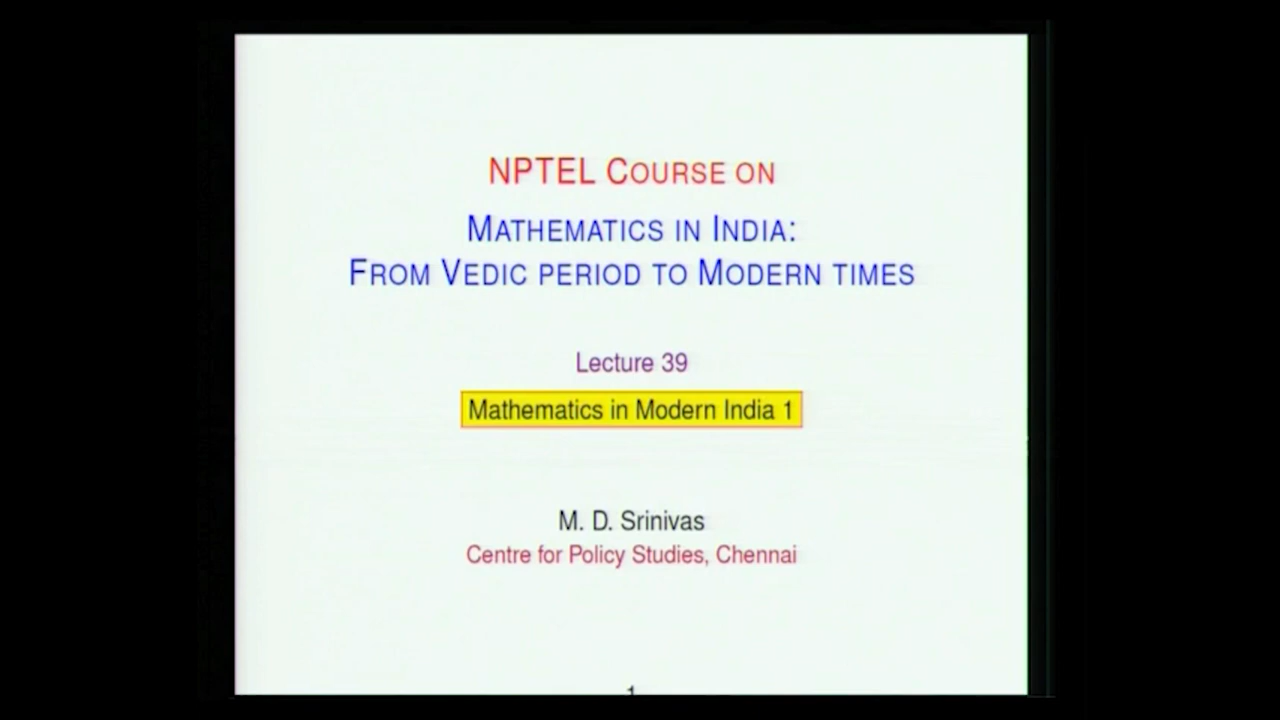 NPTEL COURSE ON
MATHEMATICS IN INDIA:
FROM VEDIC PERIOD TO MODERN TIMES
Lecture 39
Mathematics in Modern India 1
M. D. Srinivas
Centre for Policy Studies, Chennai
1